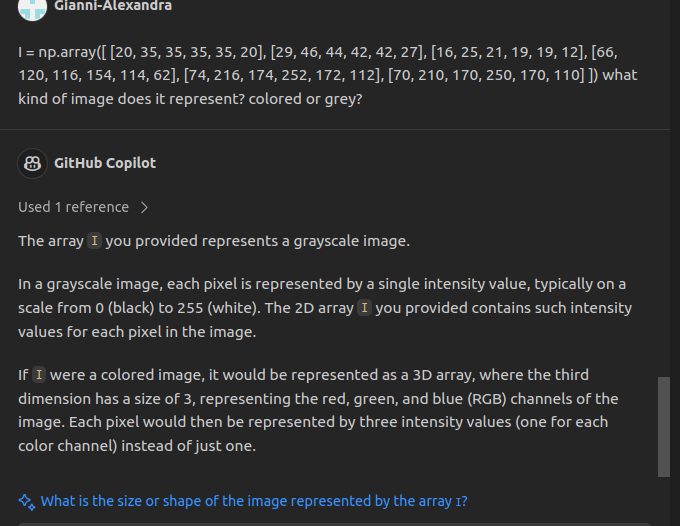 Gianni-Alexandra
I = np.array([ [20, 35, 35, 35, 35, 20], [29, 46, 44, 42, 42, 27], [16, 25, 21, 19, 19, 12], [66,
120, 116, 154, 114, 62], [74, 216, 174, 252, 172, 112], [70, 210, 170, 250, 170, 110] ]) what
kind of image does it represent? colored or grey?
GitHub Copilot
Used 1 reference
The array I you provided represents a grayscale image.
In a grayscale image, each pixel is represented by a single intensity value, typically on a
scale from 0 (black) to 255 (white). The 2D array I you provided contains such intensity
values for each pixel in the image.
If I were a colored image, it would be represented as a 3D array, where the third
dimension has a size of 3, representing the red, green, and blue (RGB) channels of the
image. Each pixel would then be represented by three intensity values (one for each
color channel) instead of just one.
What is the size or shape of the image represented by the array I?